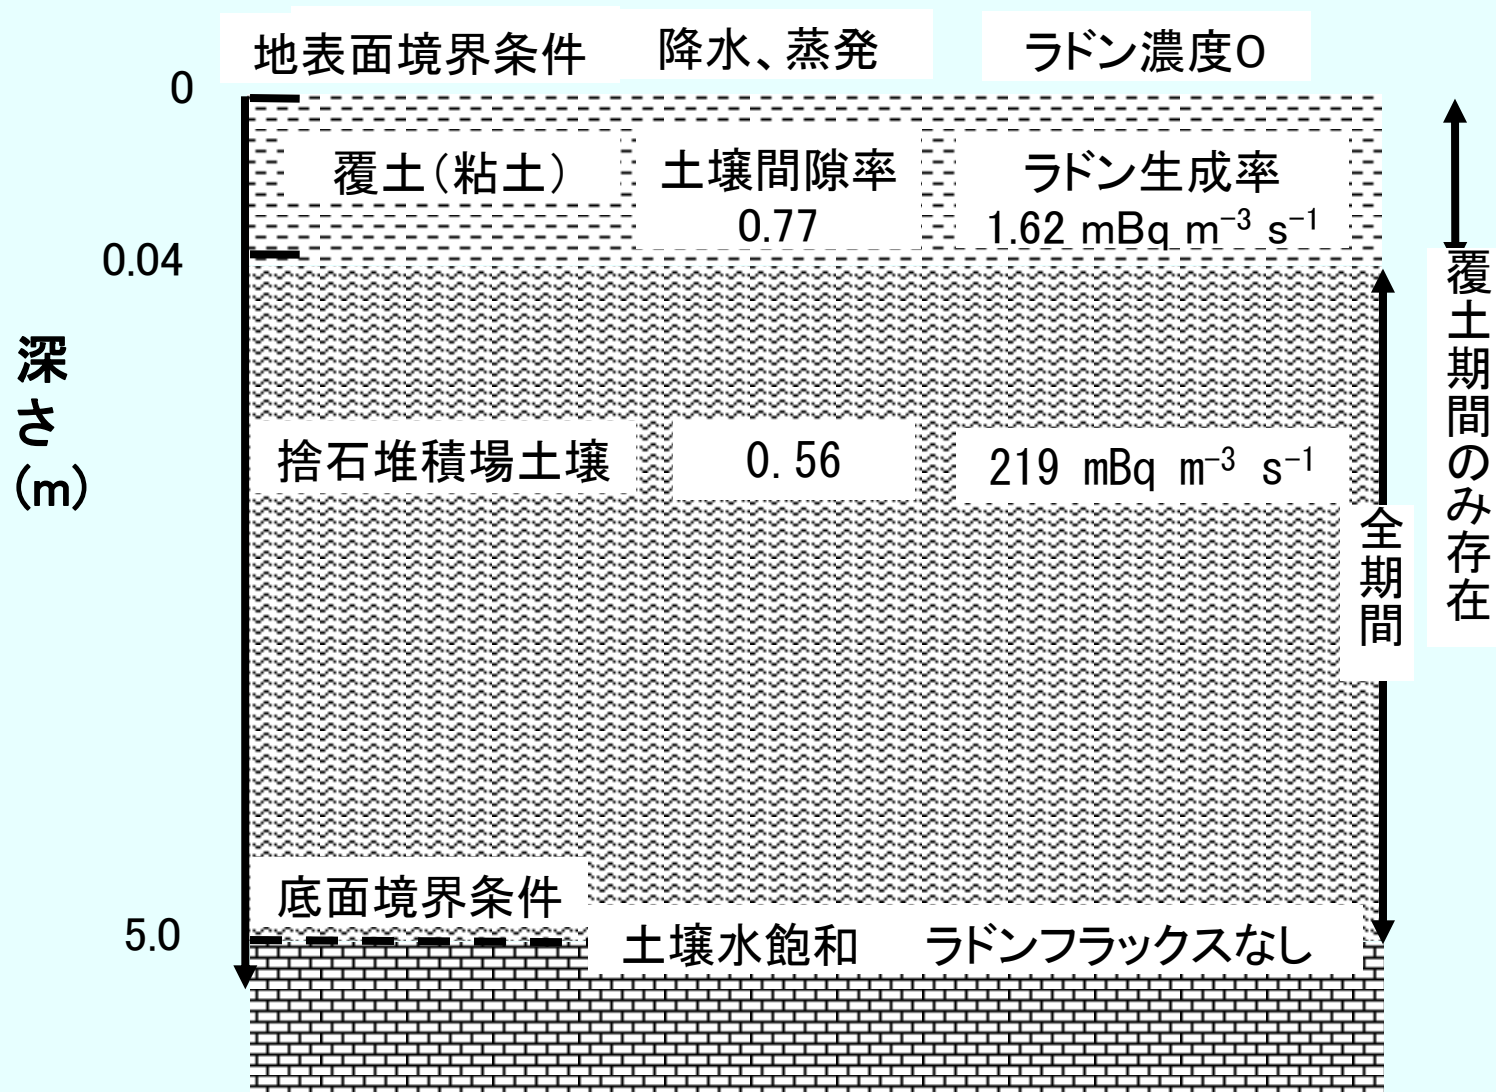 地表面境界条件
降水、蒸発
ラドン濃度0
0
覆土(粘土)
土壌間隙率
0.77
ラドン生成率
1.62 mBq m⁻³ s⁻¹
0.04
深さ
(m)
捨石堆積場土壌
0.56
219 mBq m⁻³ s⁻¹
全期間
覆土期間のみ存在
底面境界条件
5.0
土壌水飽和 ラドンフラックスなし